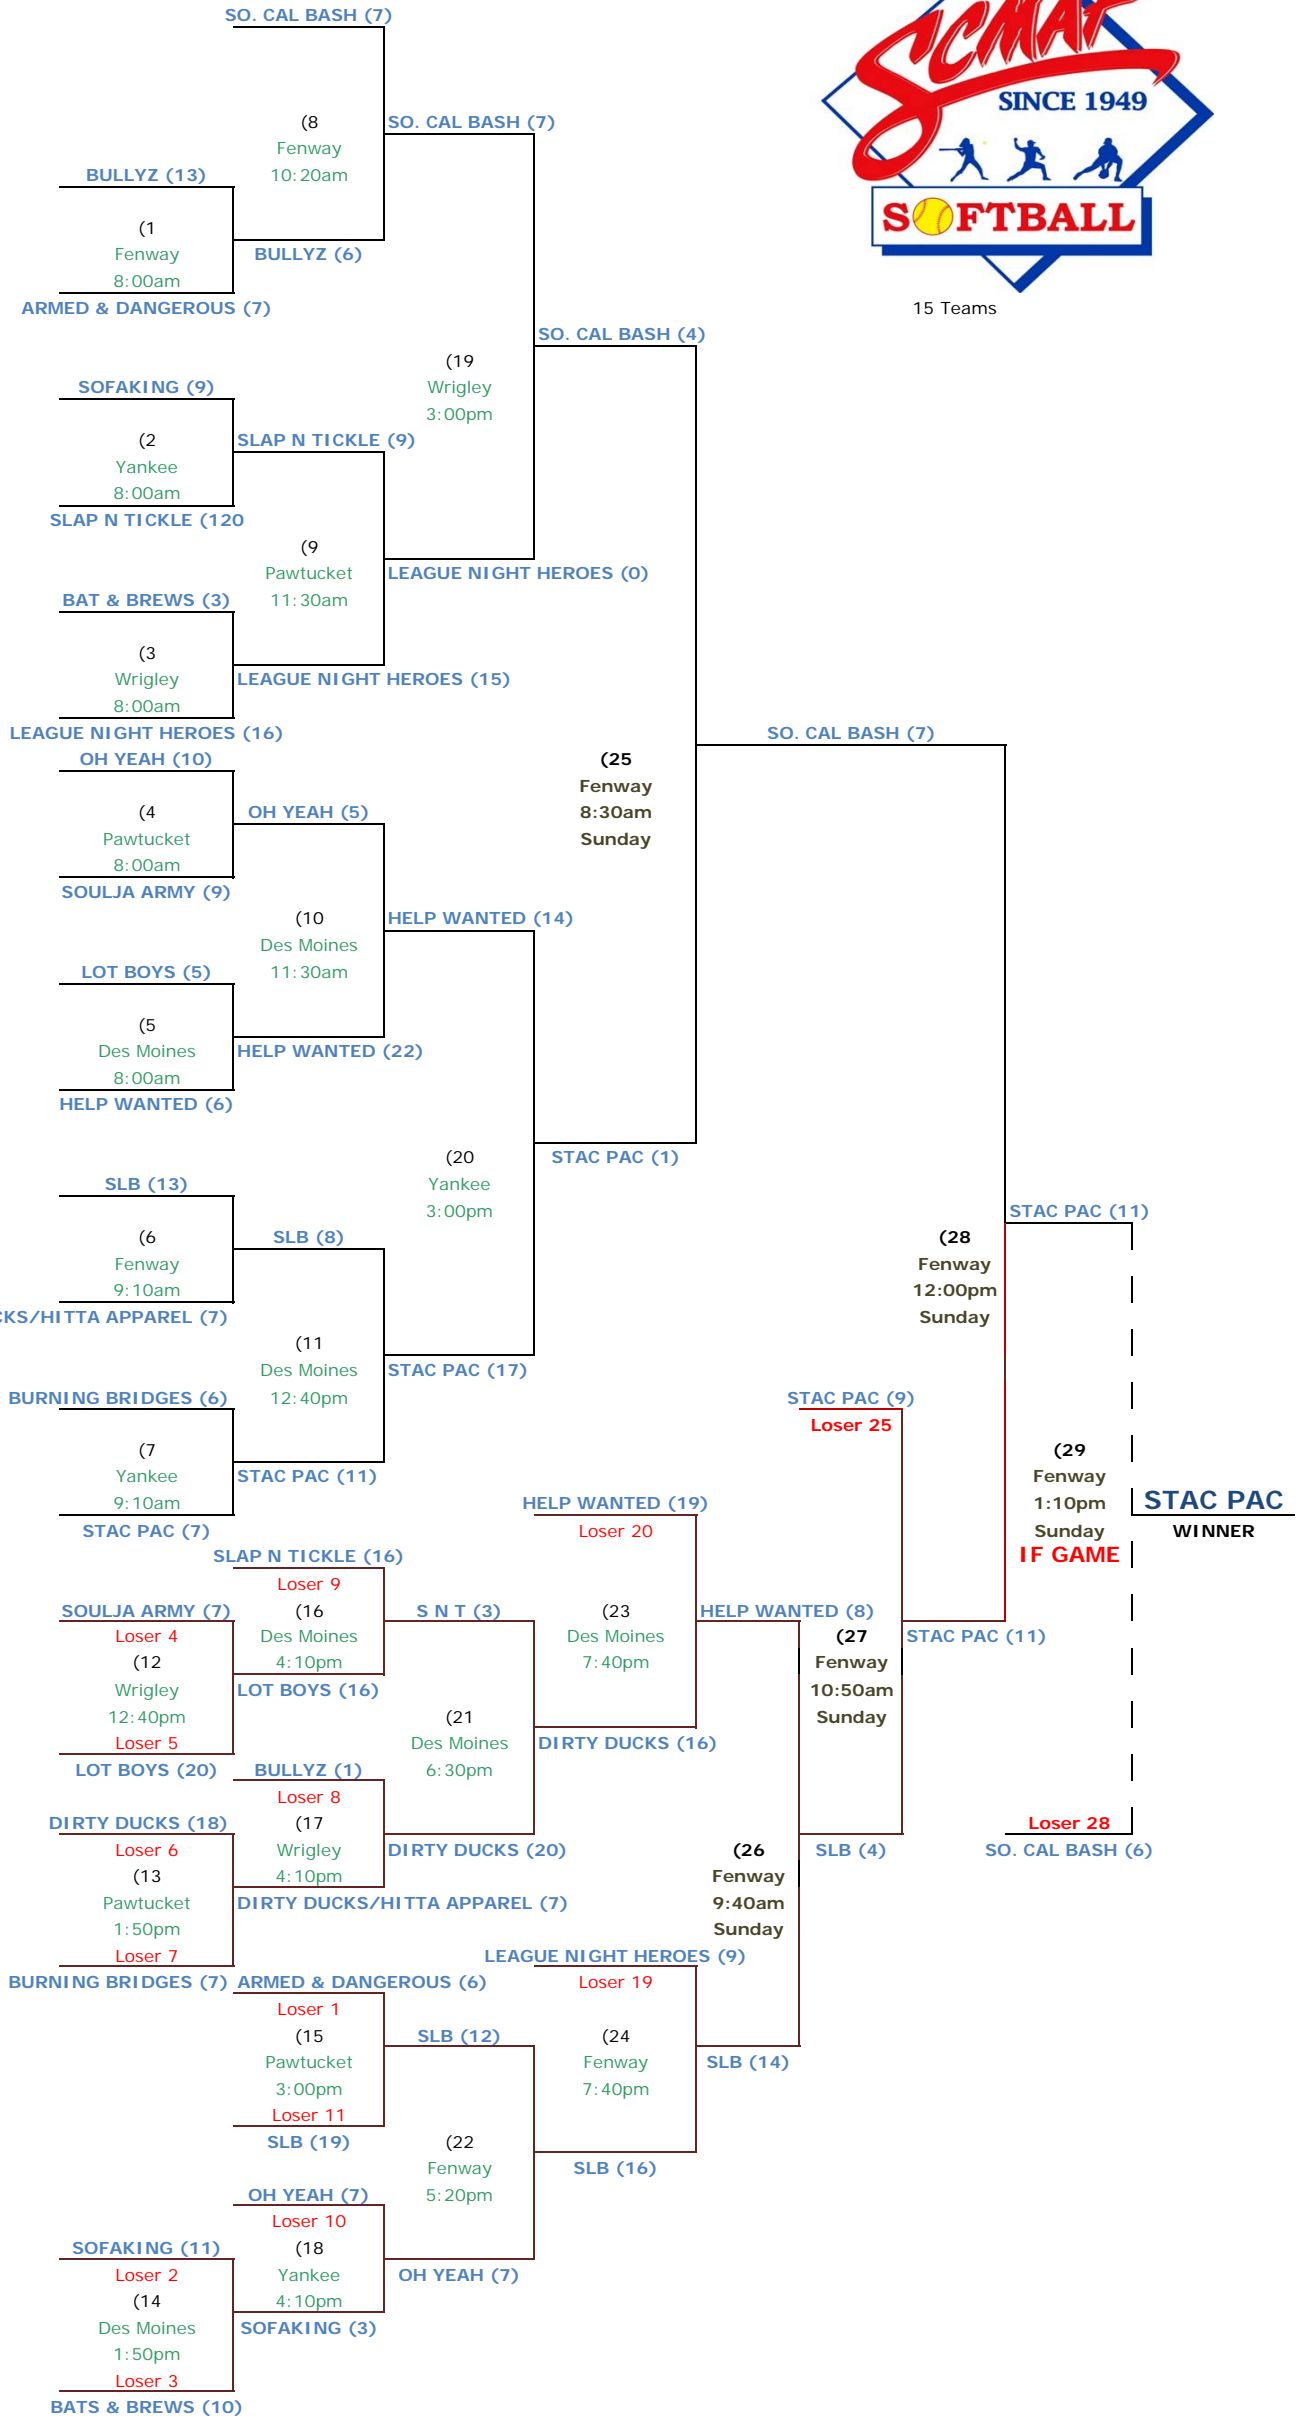 SO. CAL BASH (7)
SCMAF
SINCE 1949
SOFTBALL
15 Teams
(8
Fenway
10:20am
SO. CAL BASH (7)
BULLYZ (13)
(1
Fenway
8:00am
BULLYZ (6)
ARMED & DANGEROUS (7)
SO. CAL BASH (4)
(19
Wrigley
3:00pm
SOFAKING (9)
(2
Yankee
8:00am
SLAP N TICKLE (9)
SLAP N TICKLE (120
(9
Pawtucket
11:30am
LEAGUE NIGHT HEROES (0)
BAT & BREWS (3)
(3
Wrigley
8:00am
LEAGUE NIGHT HEROES (15)
LEAGUE NIGHT HEROES (16)
SO. CAL BASH (7)
OH YEAH (10)
(25
Fenway
8:30am
Sunday
(4
Pawtucket
8:00am
OH YEAH (5)
SOULJA ARMY (9)
(10
Des Moines
11:30am
HELP WANTED (14)
LOT BOYS (5)
(5
Des Moines
8:00am
HELP WANTED (22)
HELP WANTED (6)
(20
Yankee
3:00pm
STAC PAC (1)
SLB (13)
(6
Fenway
9:10am
SLB (8)
STAC PAC (11)
(28
Fenway
12:00pm
Sunday
CKS/HITTA APPAREL (7)
(11
Des Moines
12:40pm
STAC PAC (17)
BURNING BRIDGES (6)
STAC PAC (9)
Loser 25
(7
Yankee
9:10am
STAC PAC (11)
(29
Fenway
1:10pm
Sunday
IF GAME
STAC PAC
WINNER
STAC PAC (7)
HELP WANTED (19)
Loser 20
SLAP N TICKLE (16)
Loser 9
(16
Des Moines
4:10pm
S N T (3)
(23
Des Moines
7:40pm
HELP WANTED (8)
(27
Fenway
10:50am
Sunday
STAC PAC (11)
SOULJA ARMY (7)
Loser 4
(12
Wrigley
12:40pm
Loser 5
LOT BOYS (16)
LOT BOYS (20)
(21
Des Moines
6:30pm
DIRTY DUCKS (16)
BULLYZ (1)
Loser 8
(17
Wrigley
4:10pm
DIRTY DUCKS (18)
Loser 6
(13
Pawtucket
1:50pm
Loser 7
DIRTY DUCKS (20)
DIRTY DUCKS/HITTA APPAREL (7)
(26
Fenway
9:40am
Sunday
SLB (4)
Loser 28
SO. CAL BASH (6)
LEAGUE NIGHT HEROES (9)
Loser 19
BURNING BRIDGES (7)
ARMED & DANGEROUS (6)
Loser 1
(15
Pawtucket
3:00pm
Loser 11
SLB (12)
(24
Fenway
7:40pm
SLB (14)
SLB (19)
(22
Fenway
5:20pm
SLB (16)
OH YEAH (7)
Loser 10
(18
Yankee
4:10pm
SOFAKING (11)
Loser 2
(14
Des Moines
1:50pm
Loser 3
OH YEAH (7)
SOFAKING (3)
BATS & BREWS (10)